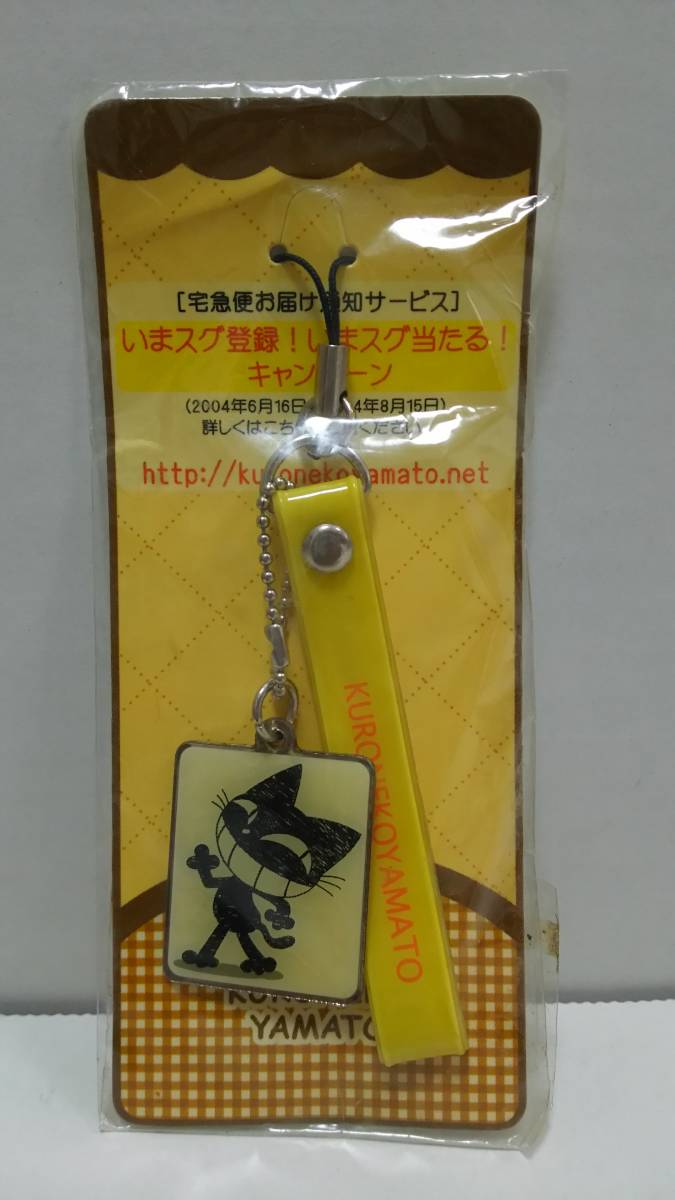 [宅急便お届け 知サービス]
いまスグ登録！い まスグ当たる！
キャン ーン
(2004年6月16日 4年8月15日)
詳しくはこち ください
http://kuronekoyamato.net
KURONEKOYAMATO
YAMATO